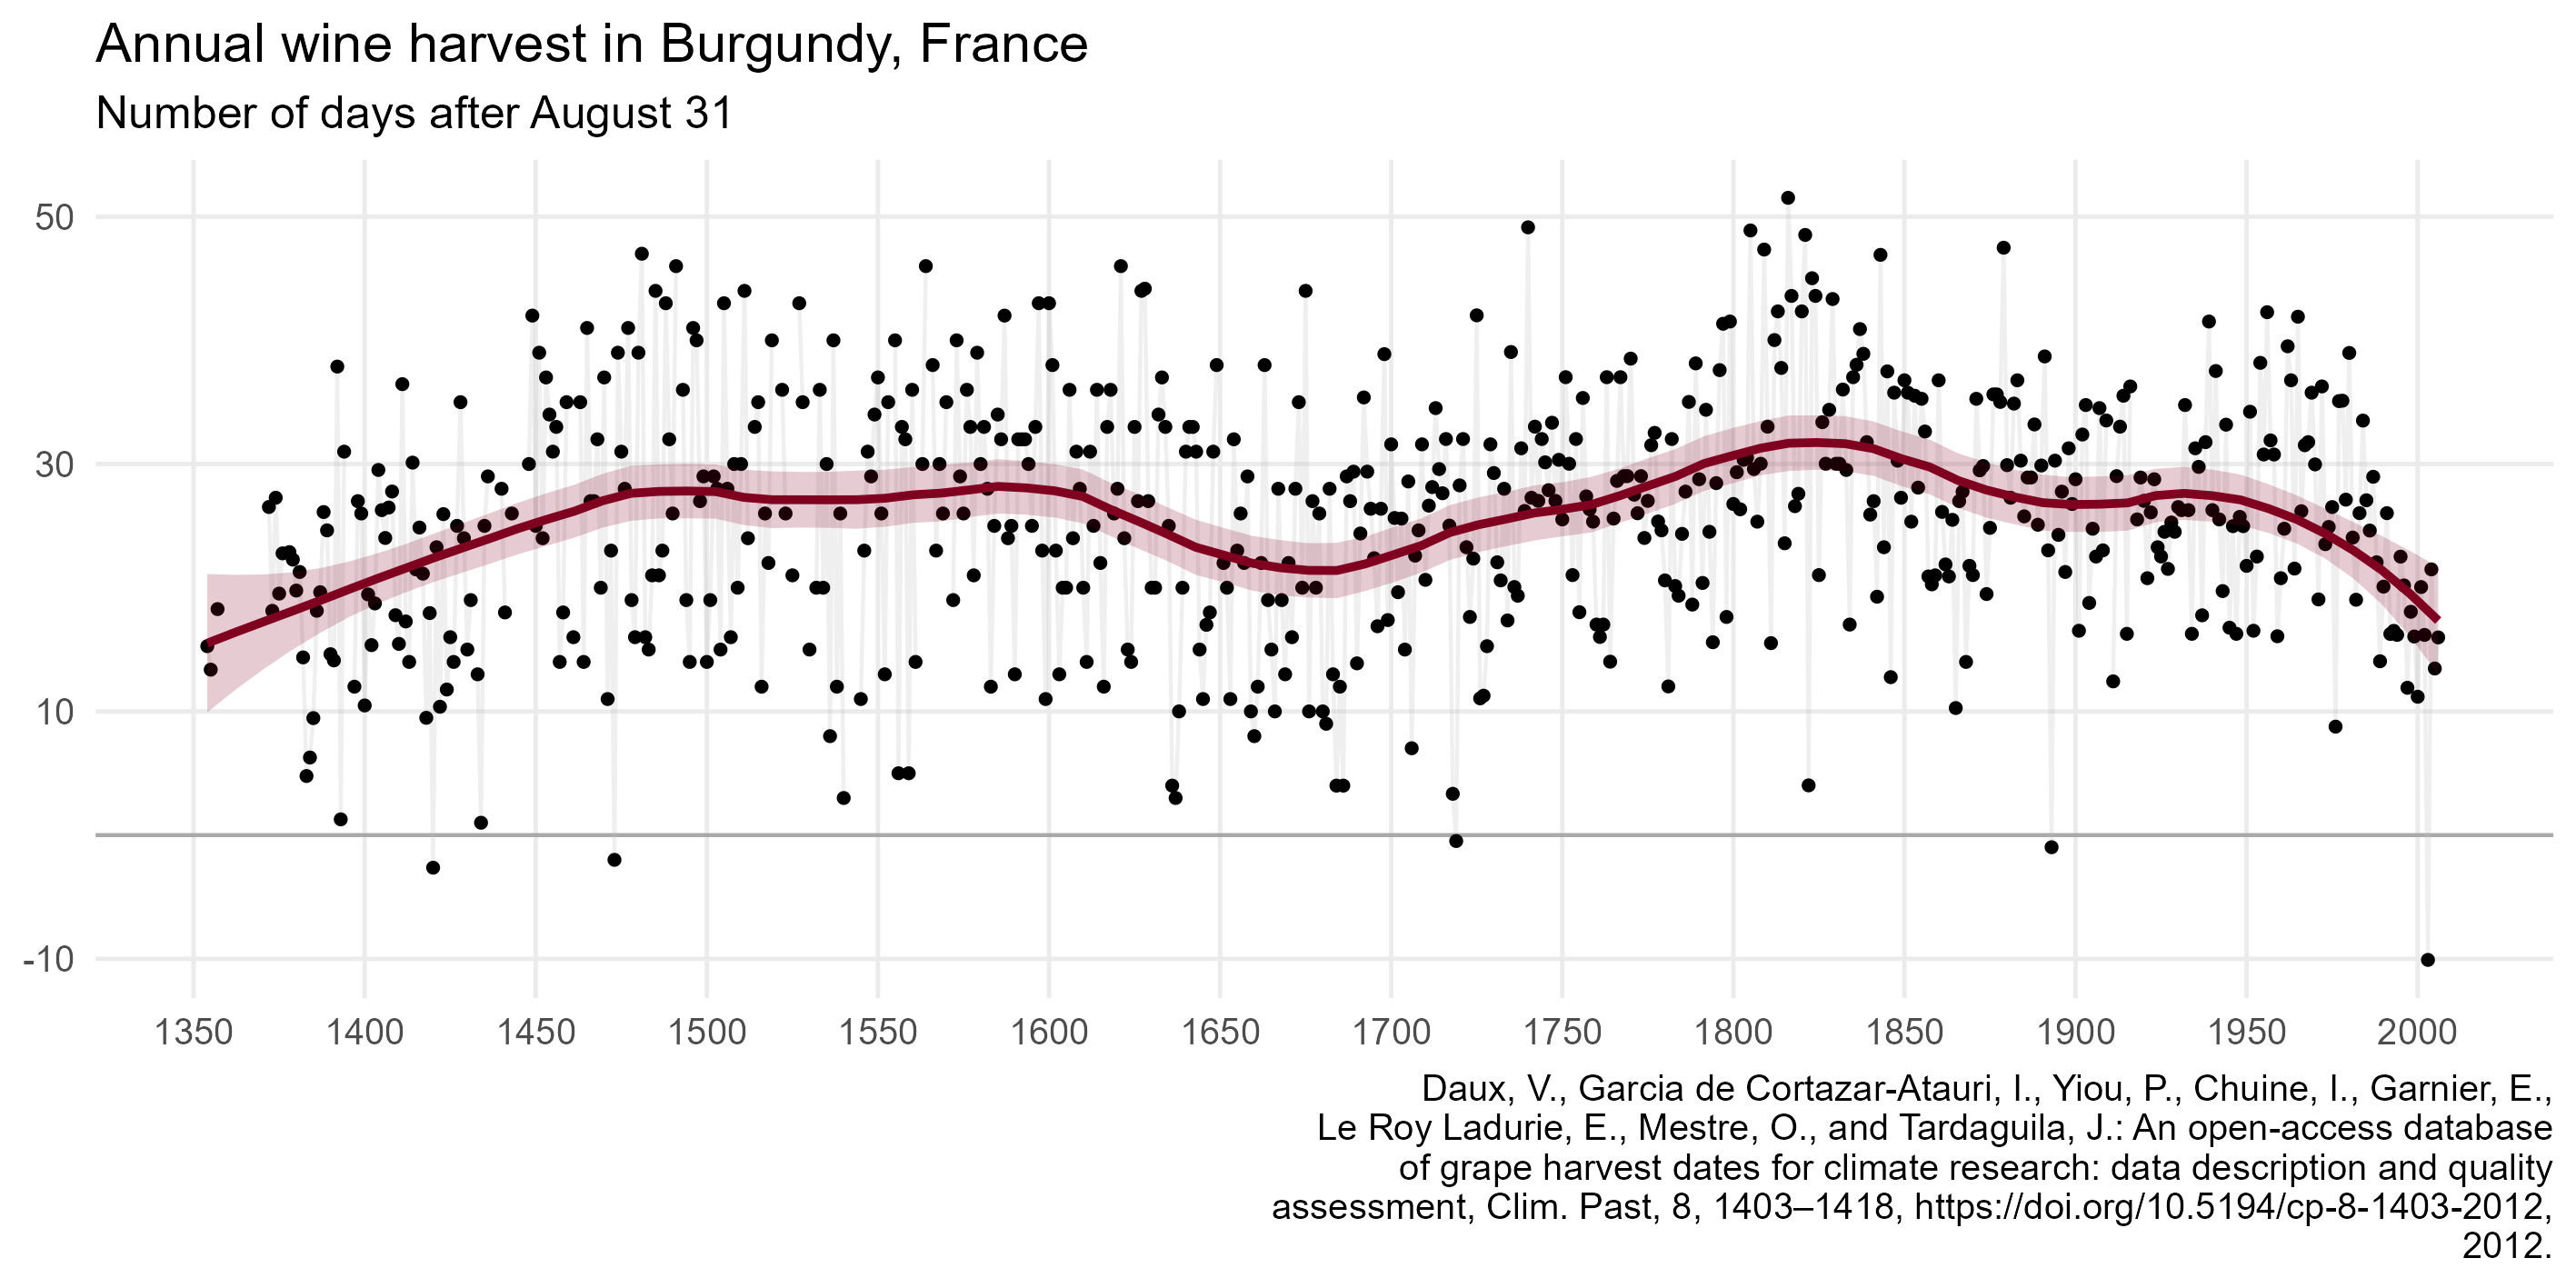 Annual wine harvest in Burgundy, France
Number of days after August 31
50
30
10
-10
1350 1400 1450 1500 1550 1600 1650 1700 1750 1800 1850 1900 1950 2000
Daux, V., Garcia de Cortazar-Atauri, I., Yiou, P., Chuine, I., Garnier, E.,
Le Roy Ladurie, E., Mestre, O., and Tardaguila, J.: An open-access database
of grape harvest dates for climate research: data description and quality
assessment, Clim. Past, 8, 1403–1418, https://doi.org/10.5194/cp-8-1403-2012,
2012.